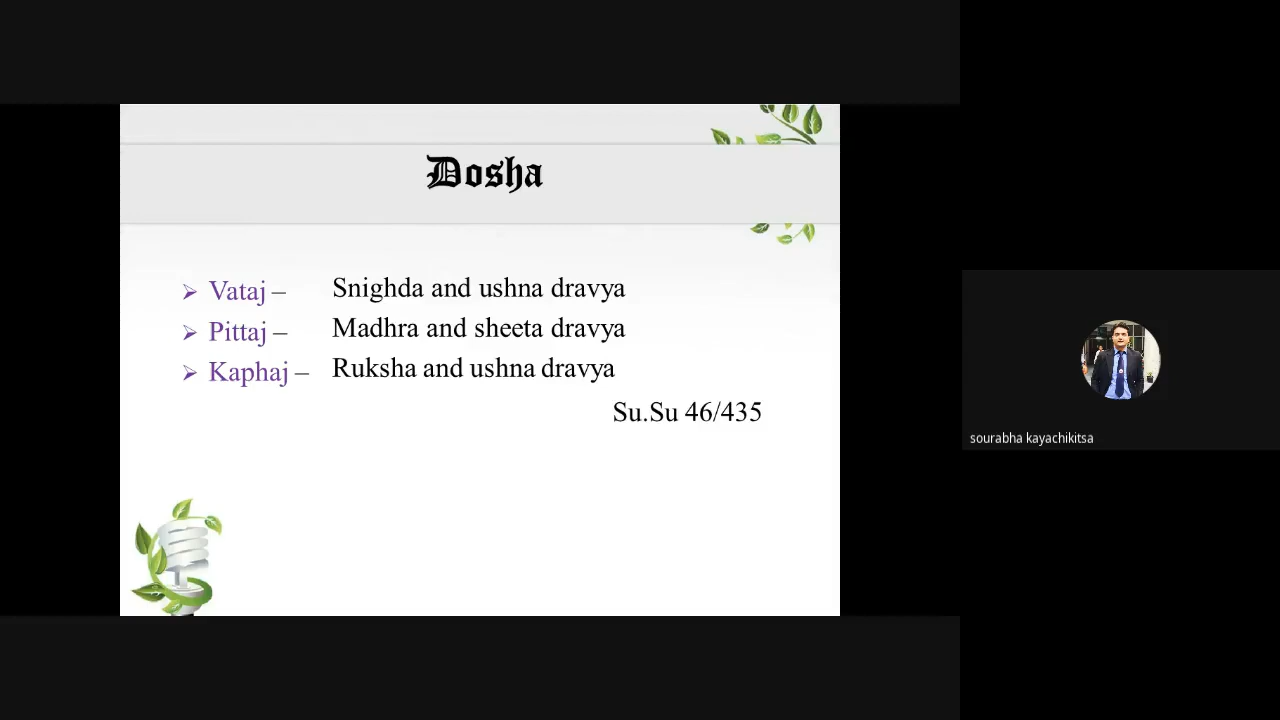 Dosha
➢ Vataj – Snighda and ushna dravya
➢ Pittaj – Madhra and sheeta dravya
➢ Kaphaj – Ruksha and ushna dravya
Su.Su 46/435
sourabha kayachikitsa